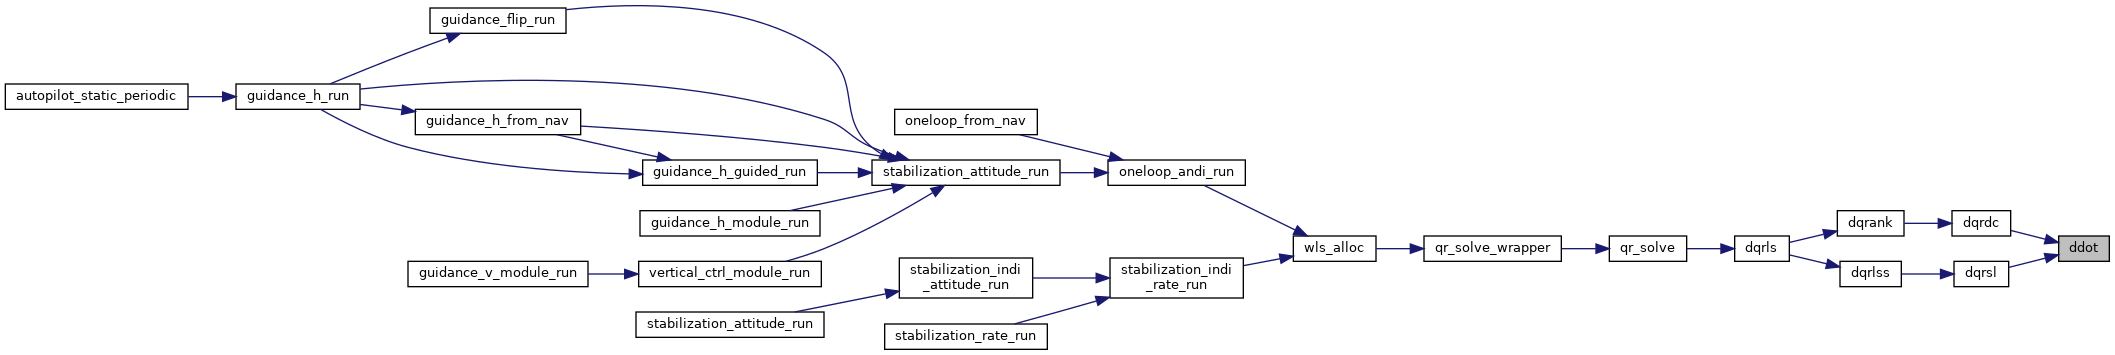 guidance_flip_run
autopilot_static_periodic
guidance_h_run
guidance_h_from_nav
oneloop_from_nav
guidance_h_guided_run
stabilization_attitude_run
oneloop_andi_run
guidance_h_module_run
dqrank
dqrdc
wls_alloc
qr_solve_wrapper
qr_solve
dqrls
ddot
guidance_v_module_run
vertical_ctrl_module_run
stabilization_indi
_attitude_run
stabilization_indi
_rate_run
dqrlss
dqrsl
stabilization_attitude_run
stabilization_rate_run